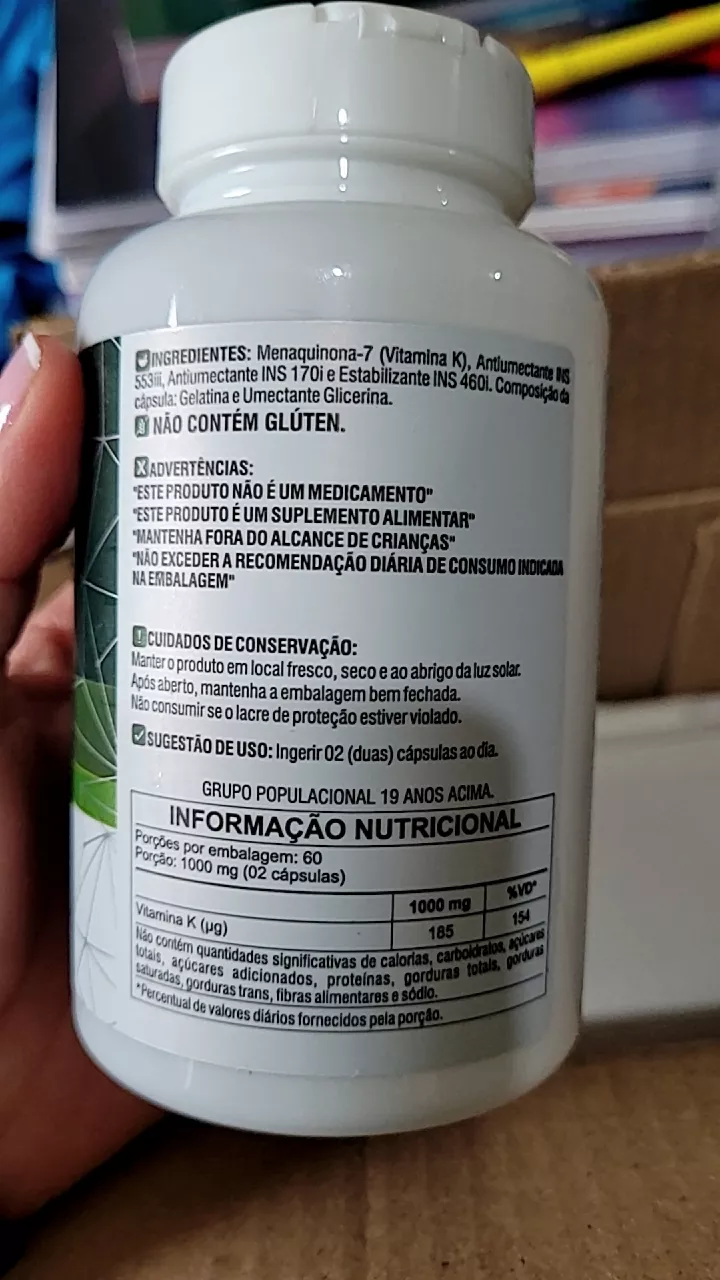 INGREDIENTES: Menaquinona-7 (Vitamina K), Antiumectante INS
553iii, Antiumectante INS 170i e Estabilizante INS 460i. Composição da
cápsula: Gelatina e Umectante Glicerina.
NÃO CONTÉM GLÚTEN.
ADVERTÊNCIAS:
"ESTE PRODUTO NÃO É UM MEDICAMENTO"
"ESTE PRODUTO É UM SUPLEMENTO ALIMENTAR"
"MANTENHA FORA DO ALCANCE DE CRIANÇAS"
"NÃO EXCEDER A RECOMENDAÇÃO DIÁRIA DE CONSUMO INDICADA
NA EMBALAGEM"
CUIDADOS DE CONSERVAÇÃO:
Manter o produto em local fresco, seco e ao abrigo da luz solar.
Após aberto, mantenha a embalagem bem fechada.
Não consumir se o lacre de proteção estiver violado.
SUGESTÃO DE USO: Ingerir 02 (duas) cápsulas ao dia.
GRUPO POPULACIONAL 19 ANOS ACIMA.
INFORMAÇÃO NUTRICIONAL
Porções por embalagem: 60
Porção: 1000 mg (02 cápsulas)
1000 mg %VD*
Vitamina K (µg) 185 154
Não contém quantidades significativas de calorias, carboidratos, açúcares
totais, açúcares adicionados, proteínas, gorduras totais, gorduras
saturadas, gorduras trans, fibras alimentares e sódio.
*Percentual de valores diários fornecidos pela porção.